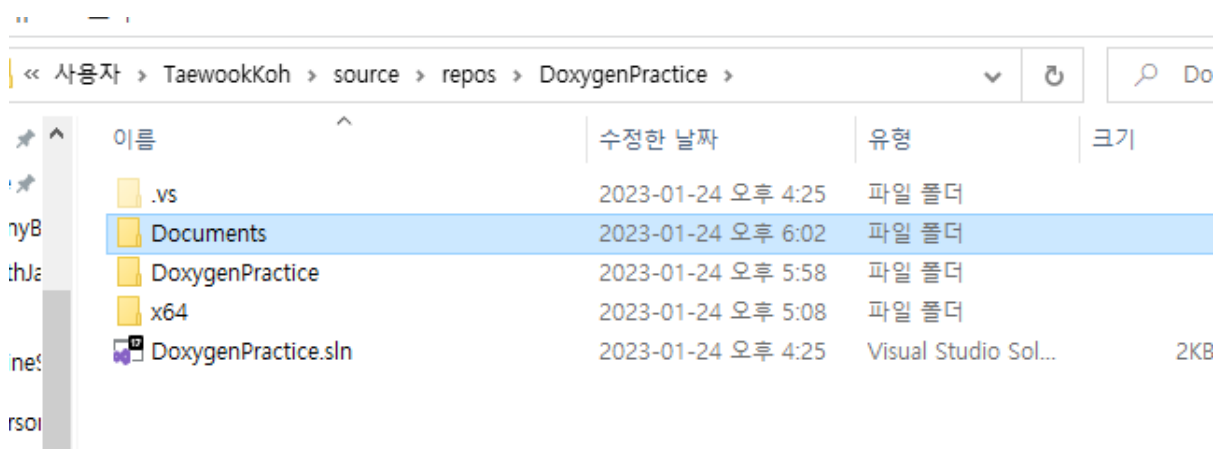 « 사용자 > TaewookKoh > source > repos > DoxygenPractice > Do
이름 수정한 날짜 유형 크기
.vs 2023-01-24 오후 4:25 파일 폴더
Documents 2023-01-24 오후 6:02 파일 폴더
DoxygenPractice 2023-01-24 오후 5:58 파일 폴더
x64 2023-01-24 오후 5:08 파일 폴더
DoxygenPractice.sln 2023-01-24 오후 4:25 Visual Studio Sol... 2KB